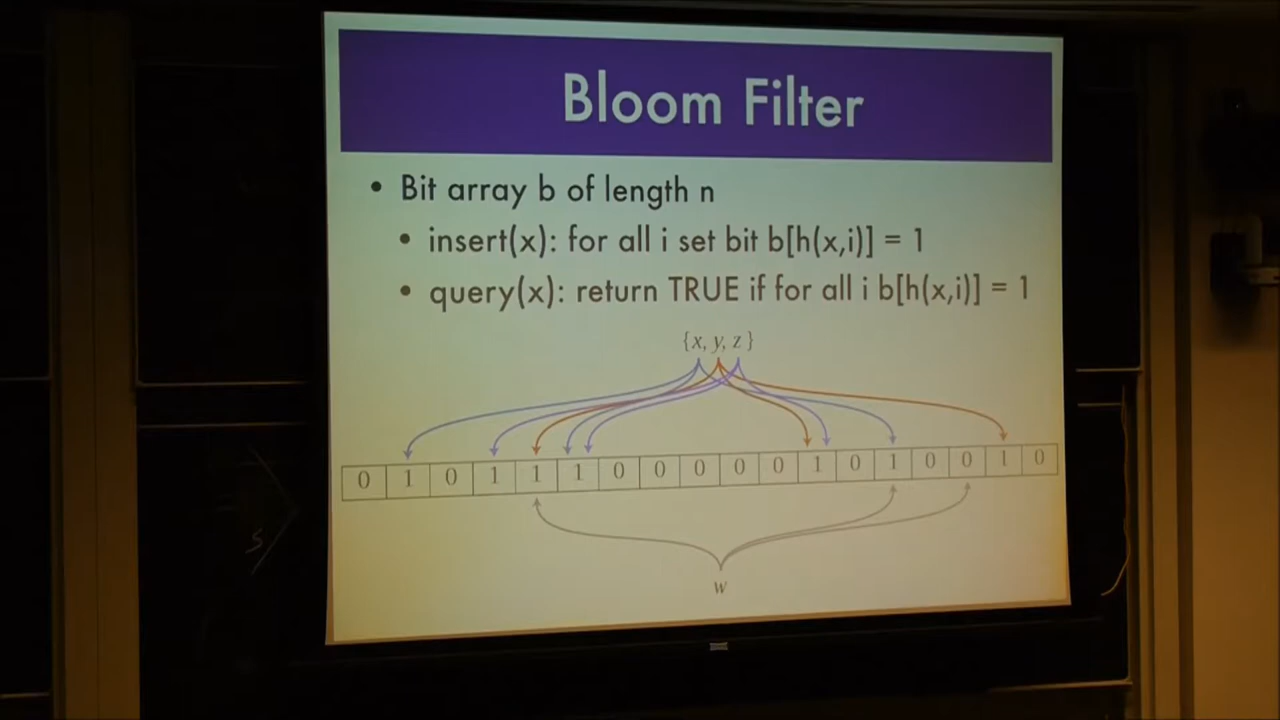 Bloom Filter
• Bit array b of length n
• insert(x): for all i set bit b[h(x,i)] = 1
• query(x): return TRUE if for all i b[h(x,i)] = 1
{x, y, z}
0 1 0 1 1 1 0 0 0 0 0 1 0 1 0 0 1 0
w
S